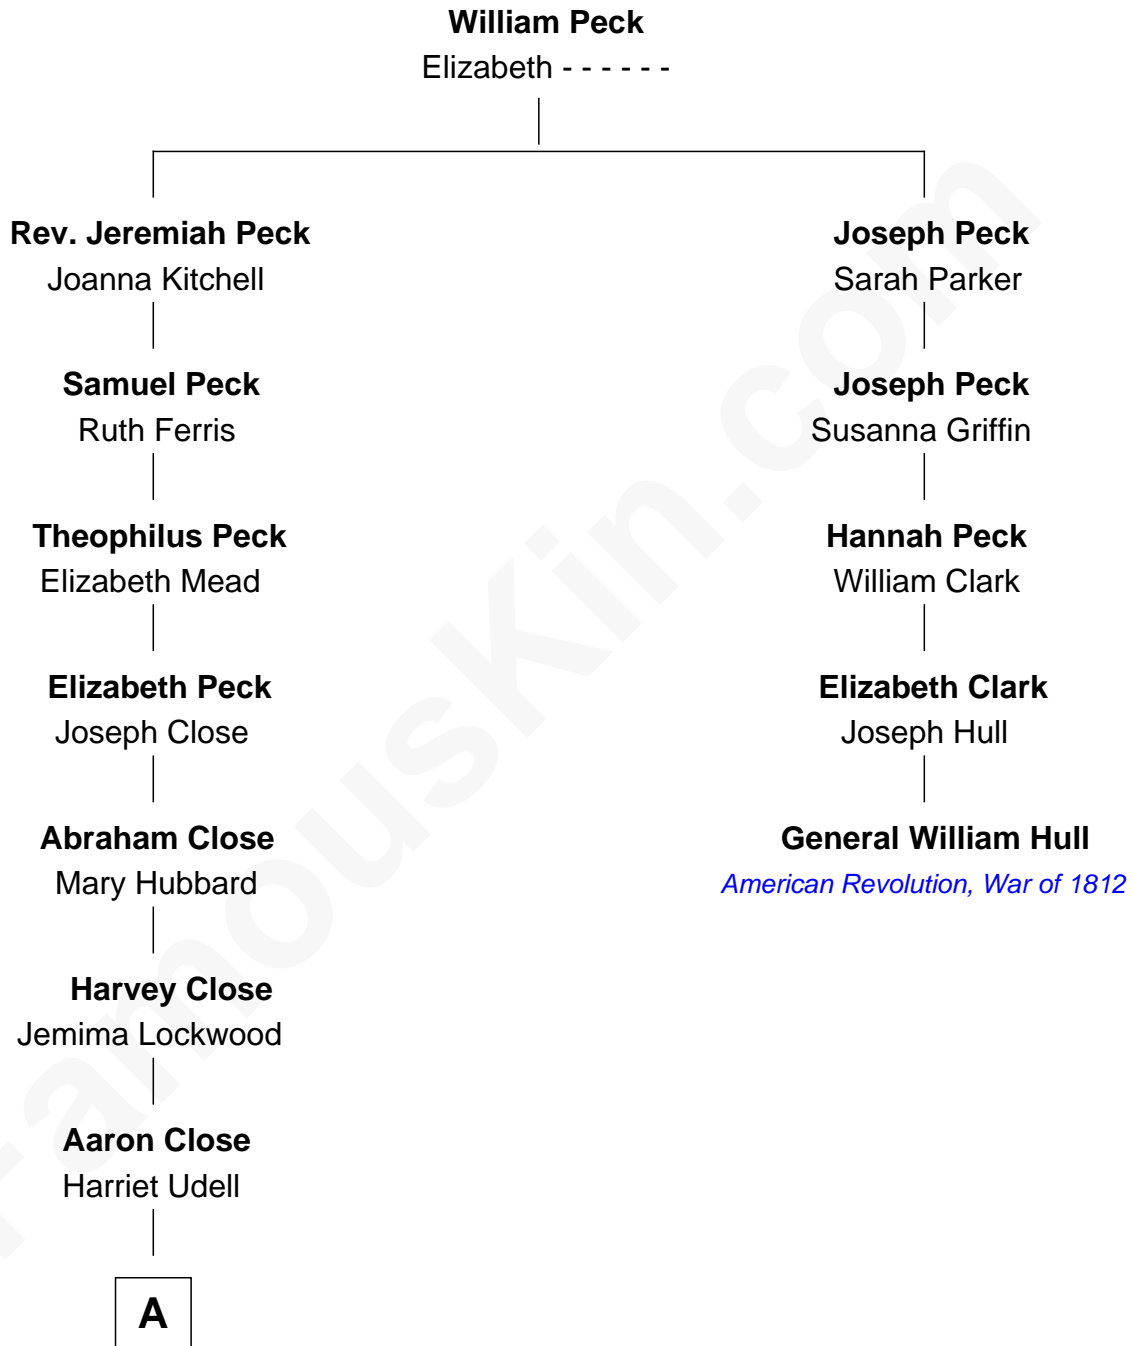 William Peck
Elizabeth - - - - - -
Rev. Jeremiah Peck
Joanna Kitchell
Joseph Peck
Sarah Parker
Samuel Peck
Ruth Ferris
Joseph Peck
Susanna Griffin
Theophilus Peck
Elizabeth Mead
Hannah Peck
William Clark
Elizabeth Peck
Joseph Close
Elizabeth Clark
Joseph Hull
Abraham Close
Mary Hubbard
General William Hull
American Revolution, War of 1812
Harvey Close
Jemima Lockwood
Aaron Close
Harriet Udell
A
FamousKin.com